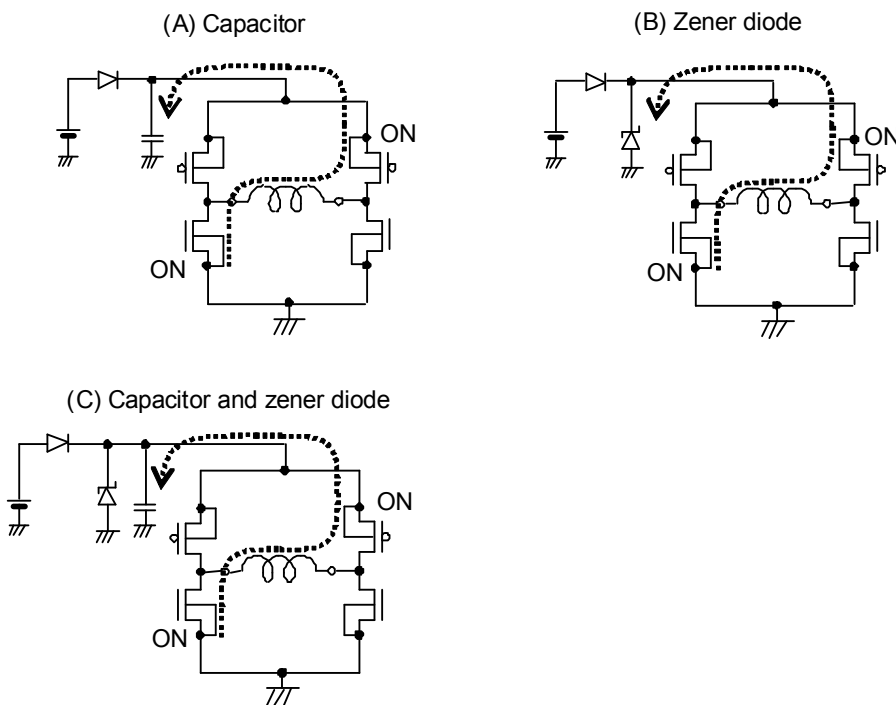 (A) Capacitor
(B) Zener diode
ON
ON
ON
ON
(C) Capacitor and zener diode
ON
ON